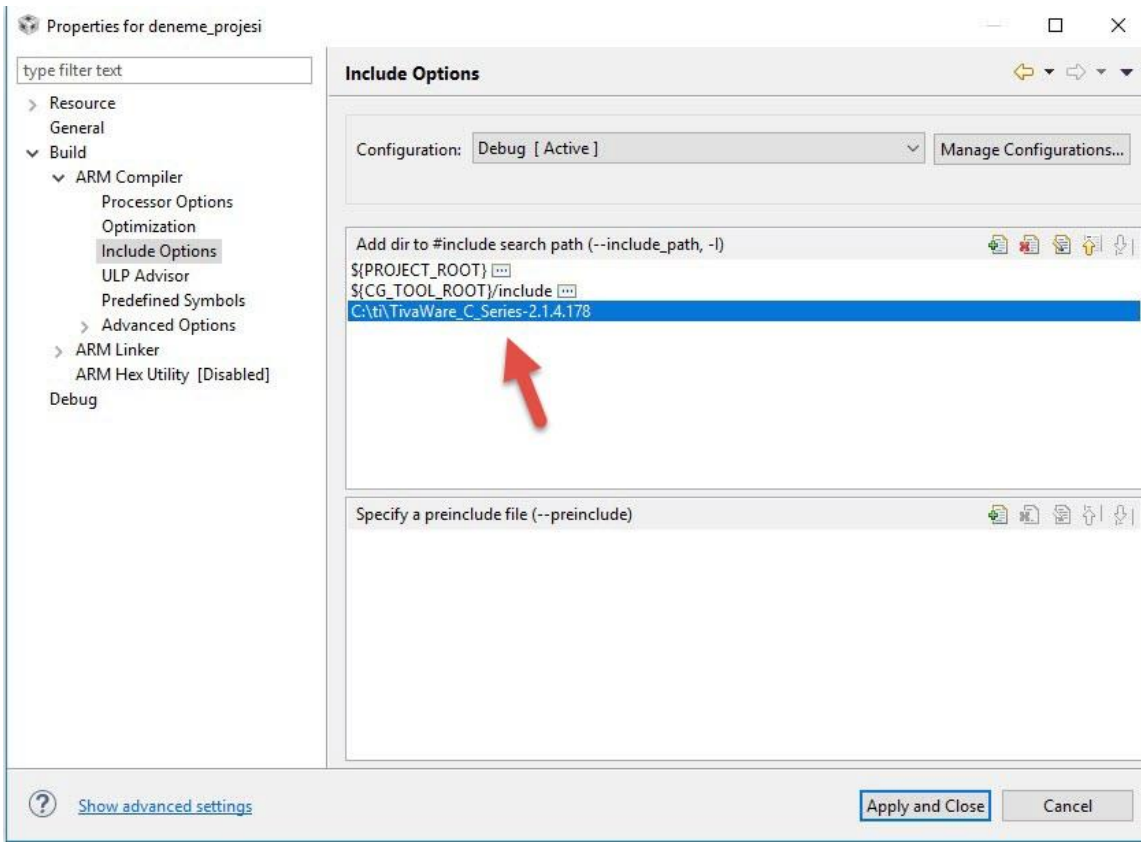 Properties for deneme_projesi
type filter text
Resource
General
Build
ARM Compiler
Processor Options
Optimization
Include Options
ULP Advisor
Predefined Symbols
Advanced Options
ARM Linker
ARM Hex Utility [Disabled]
Debug
Include Options
Configuration: Debug [ Active ] Manage Configurations...
Add dir to #include search path (--include_path, -I)
${PROJECT_ROOT}
${CG_TOOL_ROOT}/include
C:\ti\TivaWare_C_Series-2.1.4.178
Specify a preinclude file (--preinclude)
Show advanced settings
Apply and Close Cancel